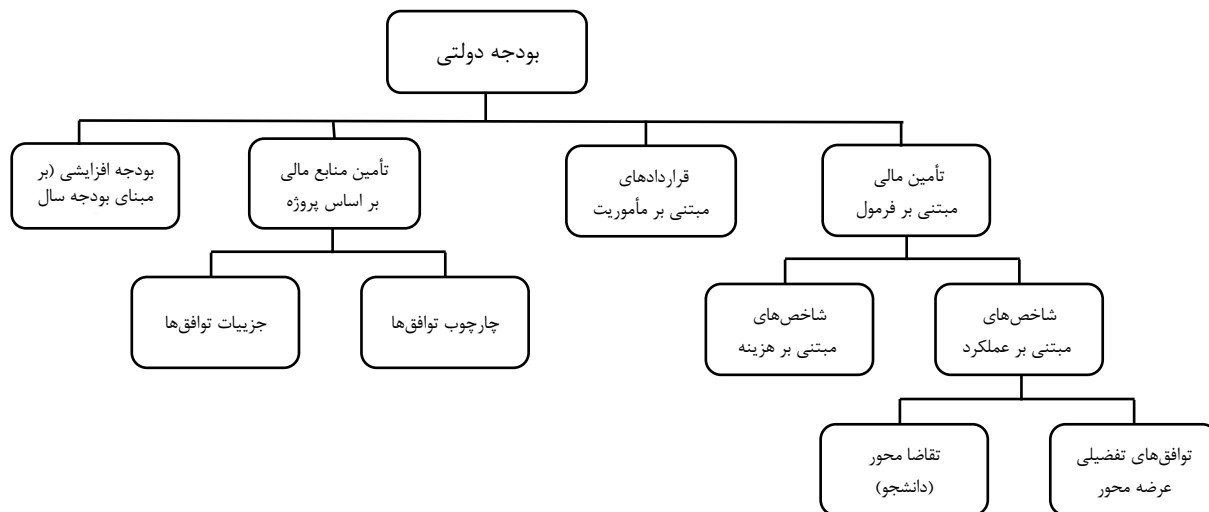 بودجه دولتی
تأمین مالی
مبتنی بر فرمول
قراردادهای
مبتنی بر مأموریت
تأمین منابع مالی
بر اساس پروژه
بودجه افزایشی (بر
مبنای بودجه سال
شاخص‌های
مبتنی بر عملکرد
شاخص‌های
مبتنی بر هزینه
چارچوب توافق‌ها
جزییات توافق‌ها
توافق‌های تفضیلی
عرضه محور
تقاضا محور
(دانشجو)